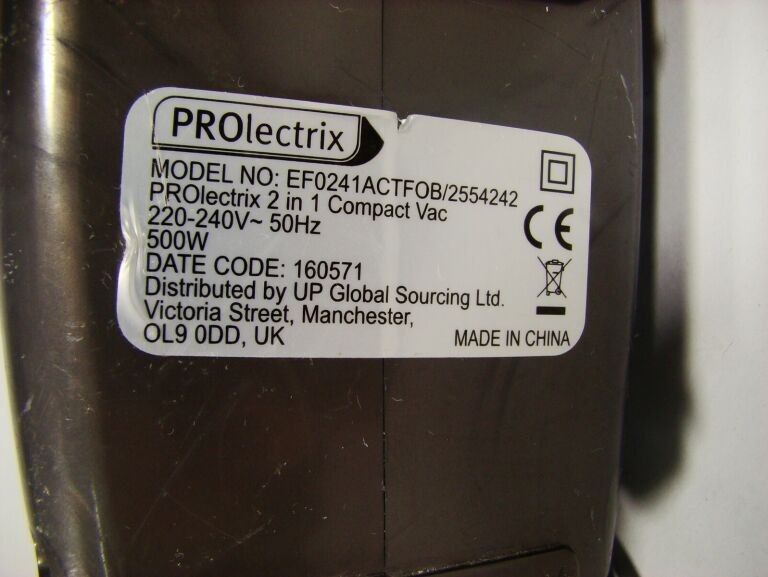 PROlectrix
MODEL NO: EF0241ACTFOB/2554242
PROlectrix 2 in 1 Compact Vac
220-240V~ 50Hz
500W
DATE CODE: 160571
Distributed by UP Global Sourcing Ltd.
Victoria Street, Manchester,
OL9 0DD, UK
CE
MADE IN CHINA